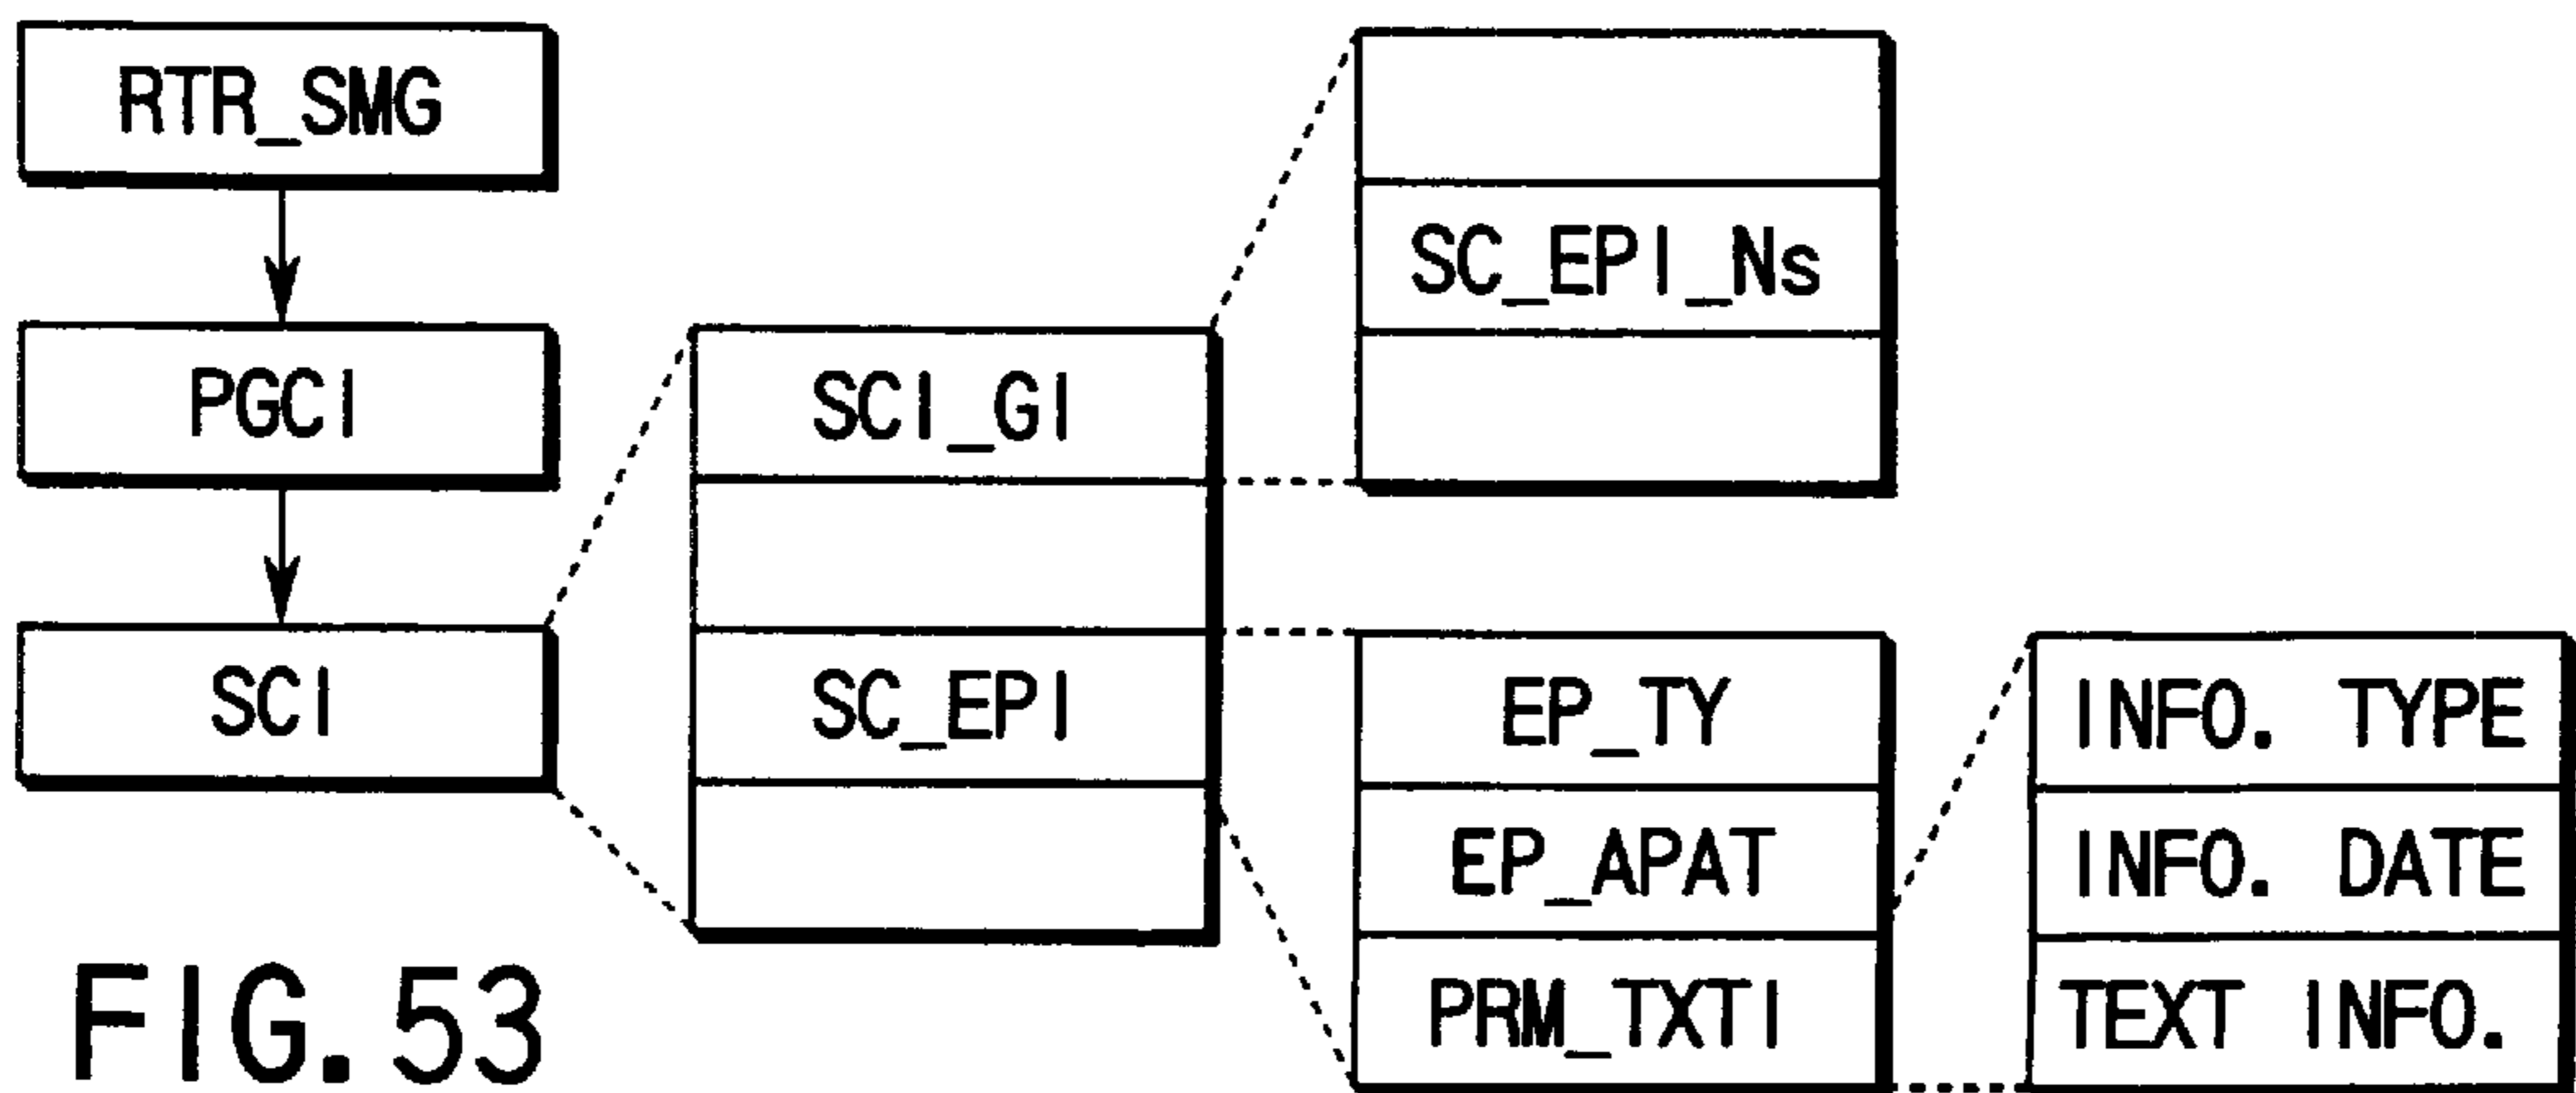 RTR_SMG
PGCI
SCI
SCI_GI
SC_EPI
SC_EPI_Ns
EP_TY
EP_APAT
PRM_TXTI
INFO. TYPE
INFO. DATE
TEXT INFO.
FIG. 53